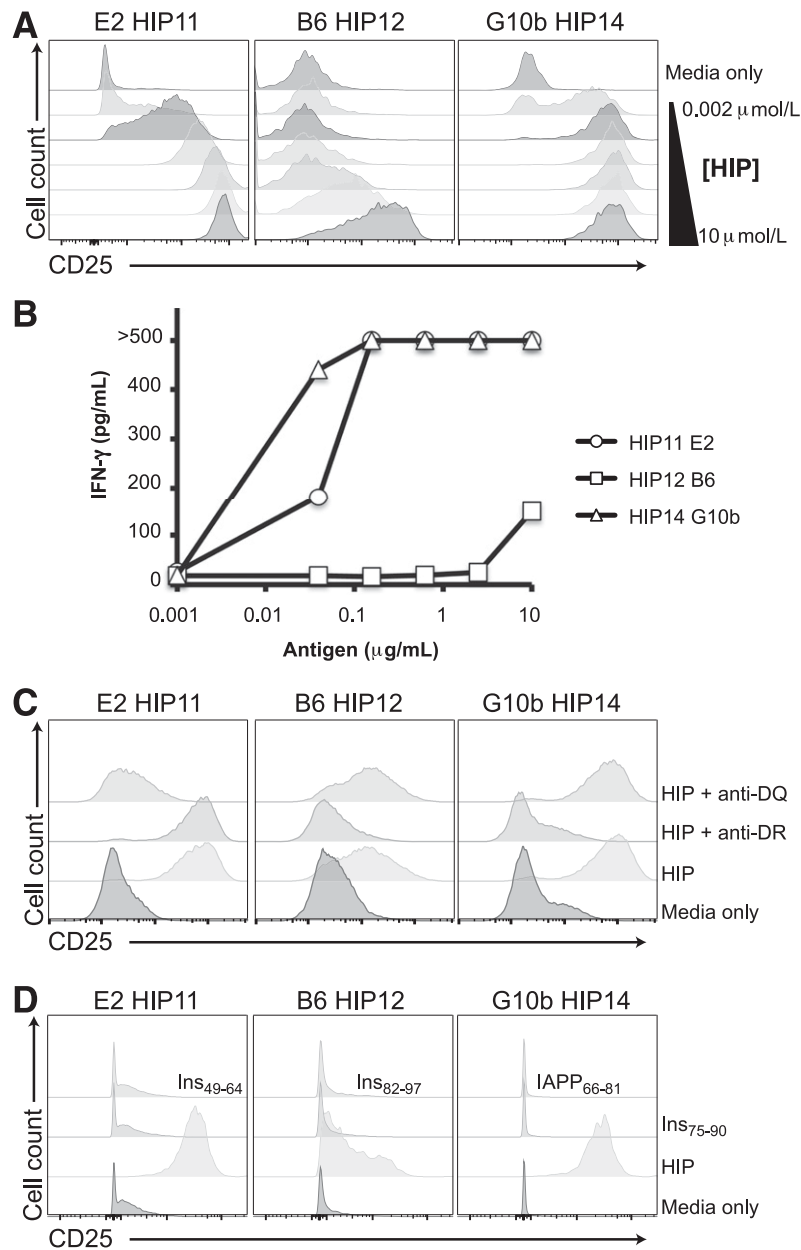 A
E2 HIP11 B6 HIP12 G10b HIP14
Media only
0.002 μmol/L
[HIP]
10 μmol/L
Cell count
CD25
B
>500
400
300
200
100
0
IFN-γ (pg/mL)
0.001 0.01 0.1 1 10
Antigen (μg/mL)
HIP11 E2
HIP12 B6
HIP14 G10b
C
E2 HIP11 B6 HIP12 G10b HIP14
HIP + anti-DQ
HIP + anti-DR
HIP
Media only
Cell count
CD25
D
E2 HIP11 B6 HIP12 G10b HIP14
Ins49-64 Ins82-97 IAPP66-81
Ins75-90
HIP
Media only
Cell count
CD25